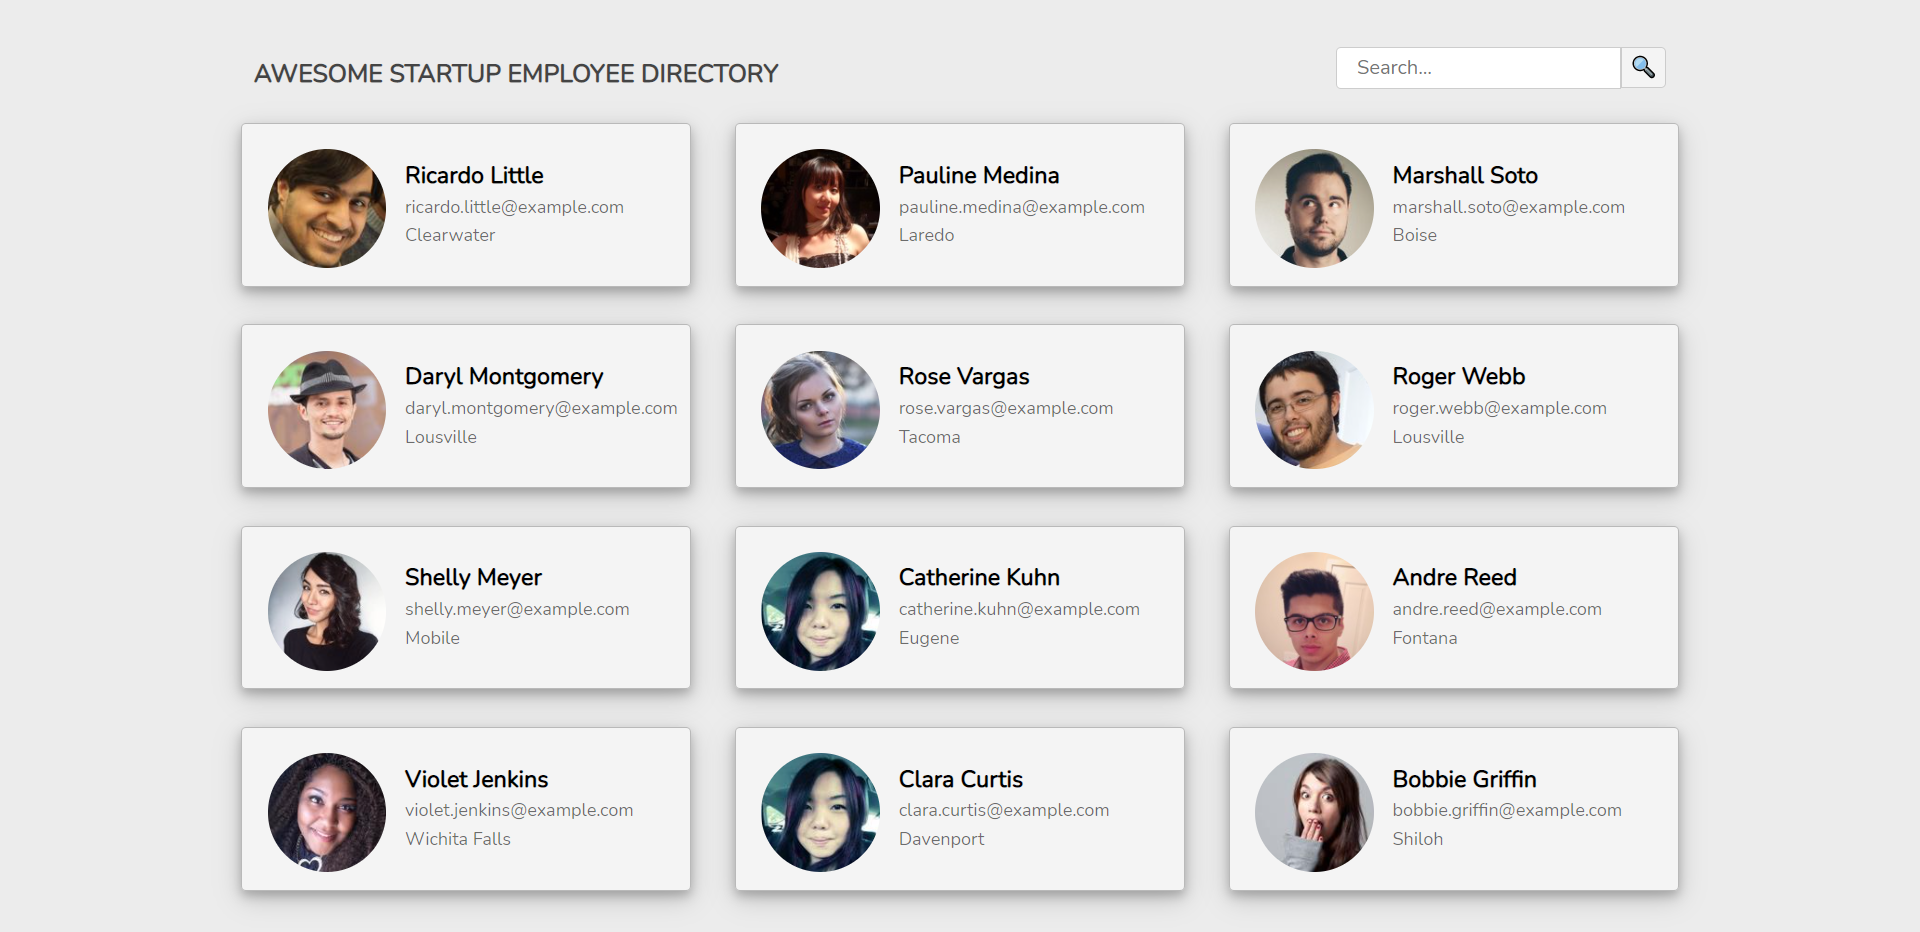 AWESOME STARTUP EMPLOYEE DIRECTORY
Search...
Ricardo Little
ricardo.little@example.com
Clearwater
Pauline Medina
pauline.medina@example.com
Laredo
Marshall Soto
marshall.soto@example.com
Boise
Daryl Montgomery
daryl.montgomery@example.com
Lousville
Rose Vargas
rose.vargas@example.com
Tacoma
Roger Webb
roger.webb@example.com
Lousville
Shelly Meyer
shelly.meyer@example.com
Mobile
Catherine Kuhn
catherine.kuhn@example.com
Eugene
Andre Reed
andre.reed@example.com
Fontana
Violet Jenkins
violet.jenkins@example.com
Wichita Falls
Clara Curtis
clara.curtis@example.com
Davenport
Bobbie Griffin
bobbie.griffin@example.com
Shiloh